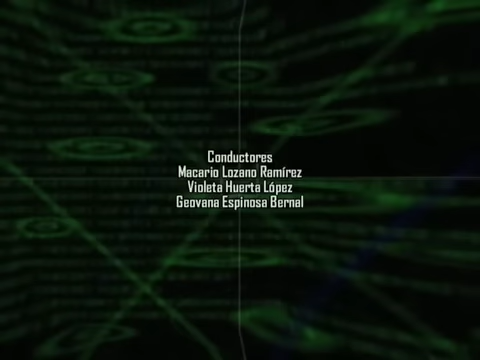 Conductores
Macario Lozano Ramírez
Violeta Huerta López
Geovana Espinosa Bernal